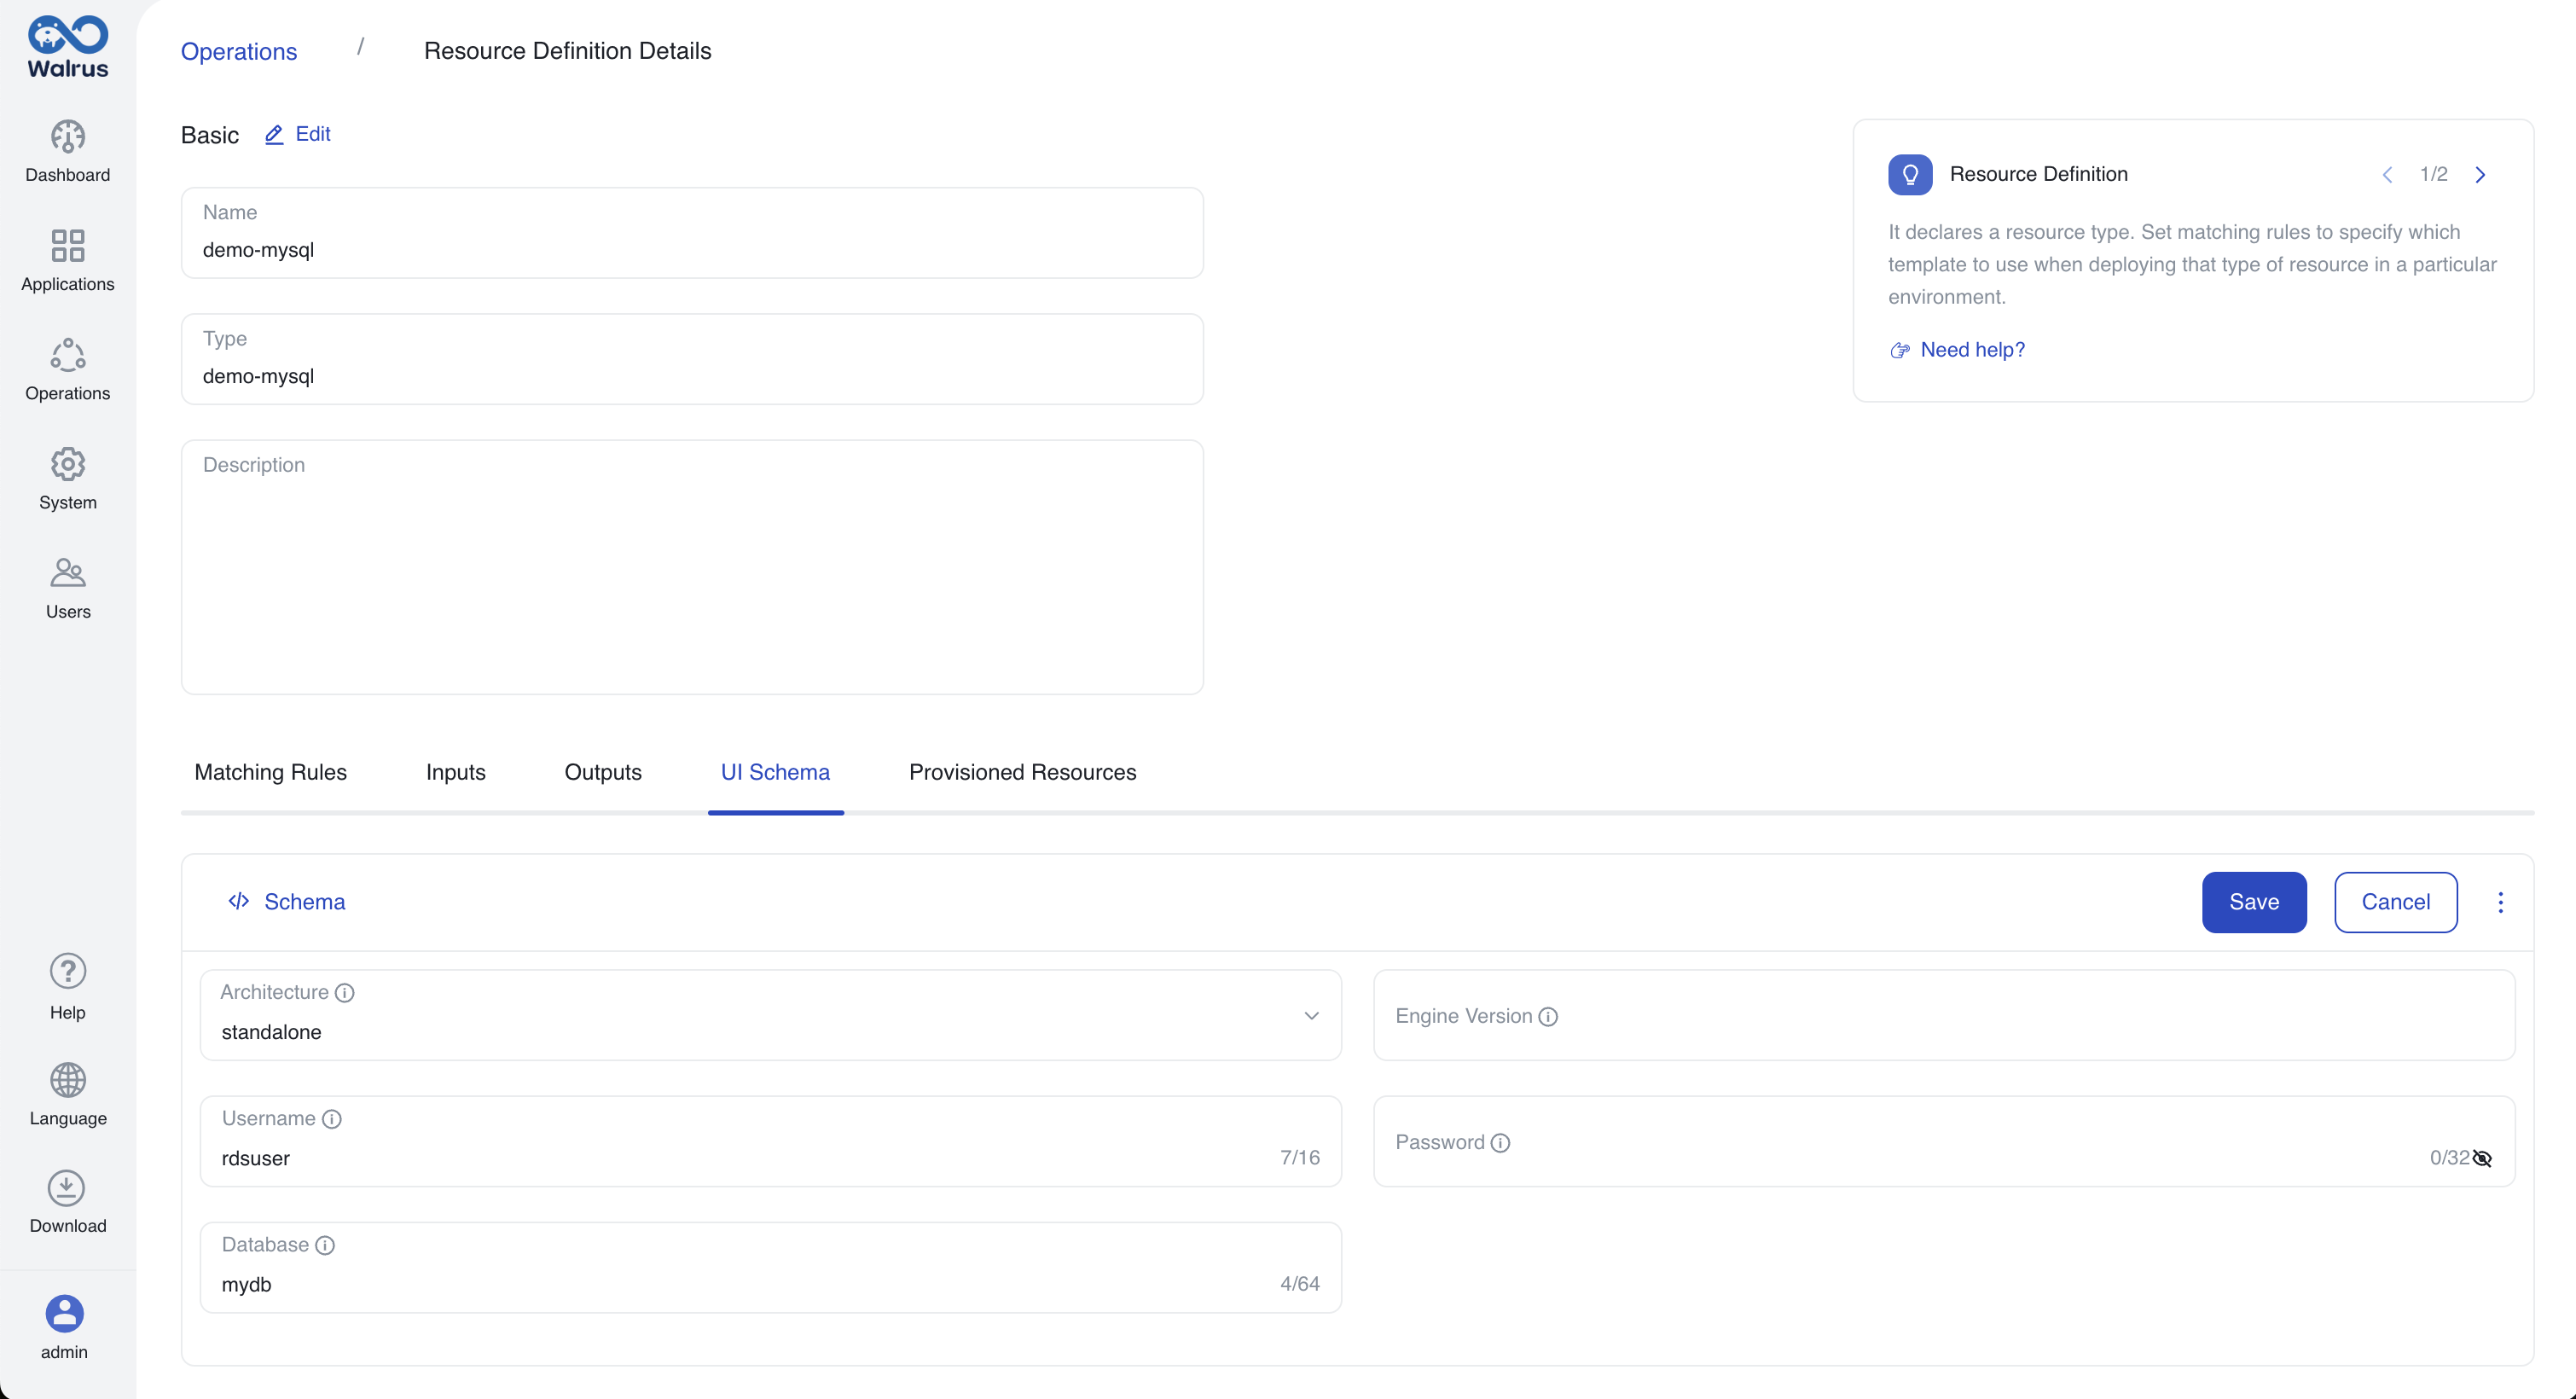 Walrus
Dashboard
Applications
Operations
System
Users
Help
Language
Download
admin
Operations / Resource Definition Details
Basic Edit
Name
demo-mysql
Type
demo-mysql
Description
Resource Definition 1/2
It declares a resource type. Set matching rules to specify which
template to use when deploying that type of resource in a particular
environment.
Need help?
Matching Rules Inputs Outputs UI Schema Provisioned Resources
</> Schema Save Cancel
Architecture
standalone
Engine Version
Username
rdsuser 7/16
Password
0/32
Database
mydb 4/64